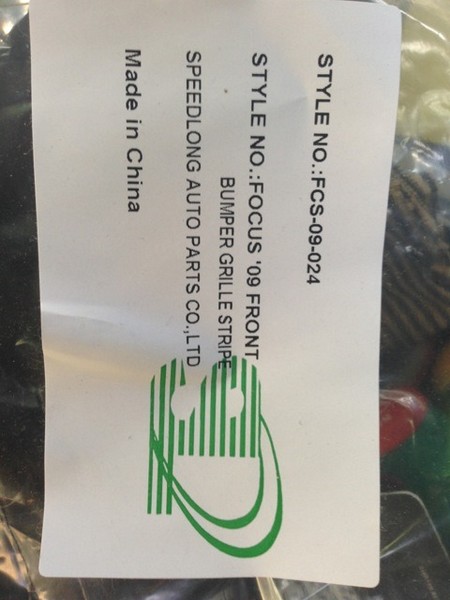 STYLE NO.:FCS-09-024
STYLE NO.:FOCUS '09 FRONT
BUMPER GRILLE STRIPE
SPEEDLONG AUTO PARTS CO.,LTD
Made in China